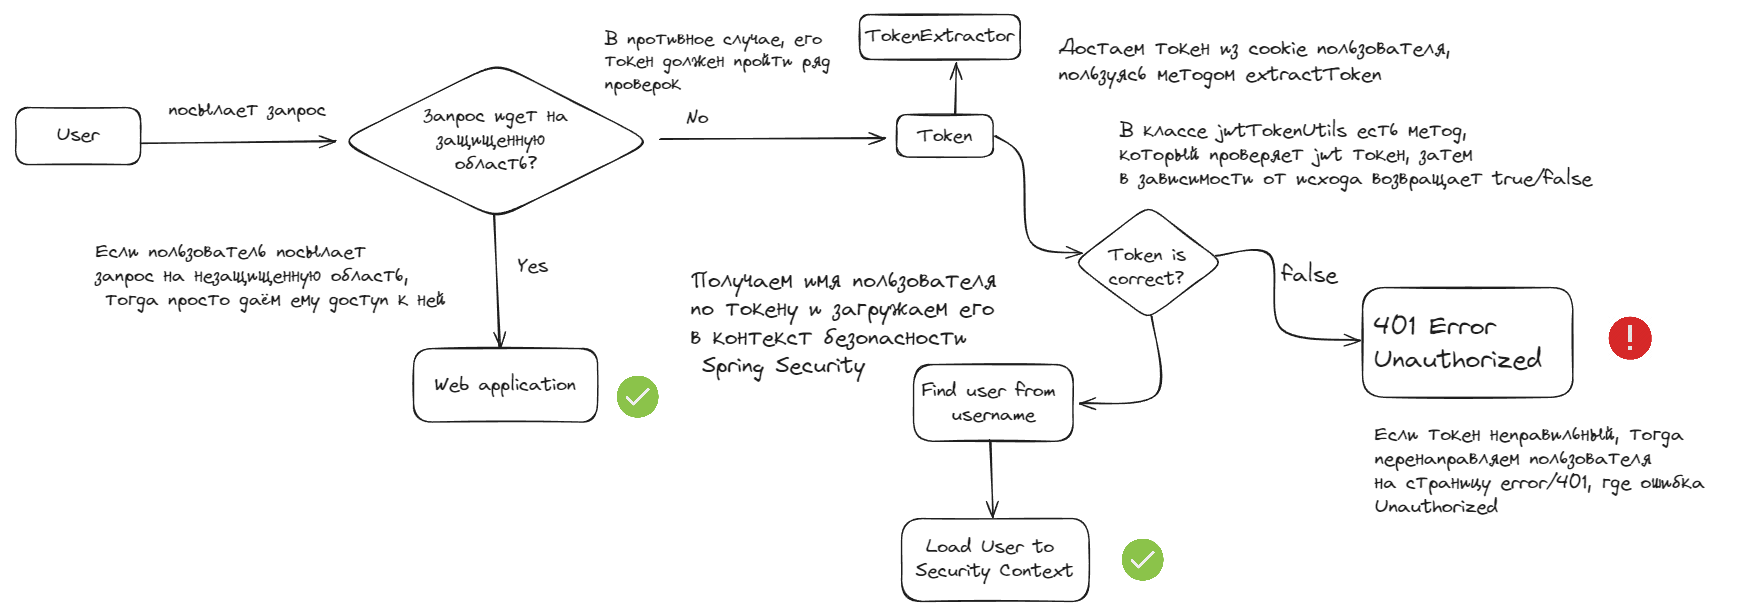 User
посылает запрос
Запрос идет на
защищенную
область?
В противное случае, его
токен должен пройти ряд
проверок
No
TokenExtractor
Token
Достаем токен из cookie пользователя,
пользуясь методом extractToken
В классе jwtTokenUtils есть метод,
который проверяет jwt токен, затем
в зависимости от исхода возвращает true/false
Если пользователь посылает
запрос на незащищенную область,
Тогда просто даём ему доступ к ней
Yes
Web application
Получаем имя пользователя
по токену и загружаем его
в контекст безопасности
Spring Security
Token is
correct?
false
401 Error
Unauthorized
Find user from
username
Если токен неправильный, тогда
перенаправляем пользователя
на страницу error/401, где ошибка
Unauthorized
Load User to
Security Context